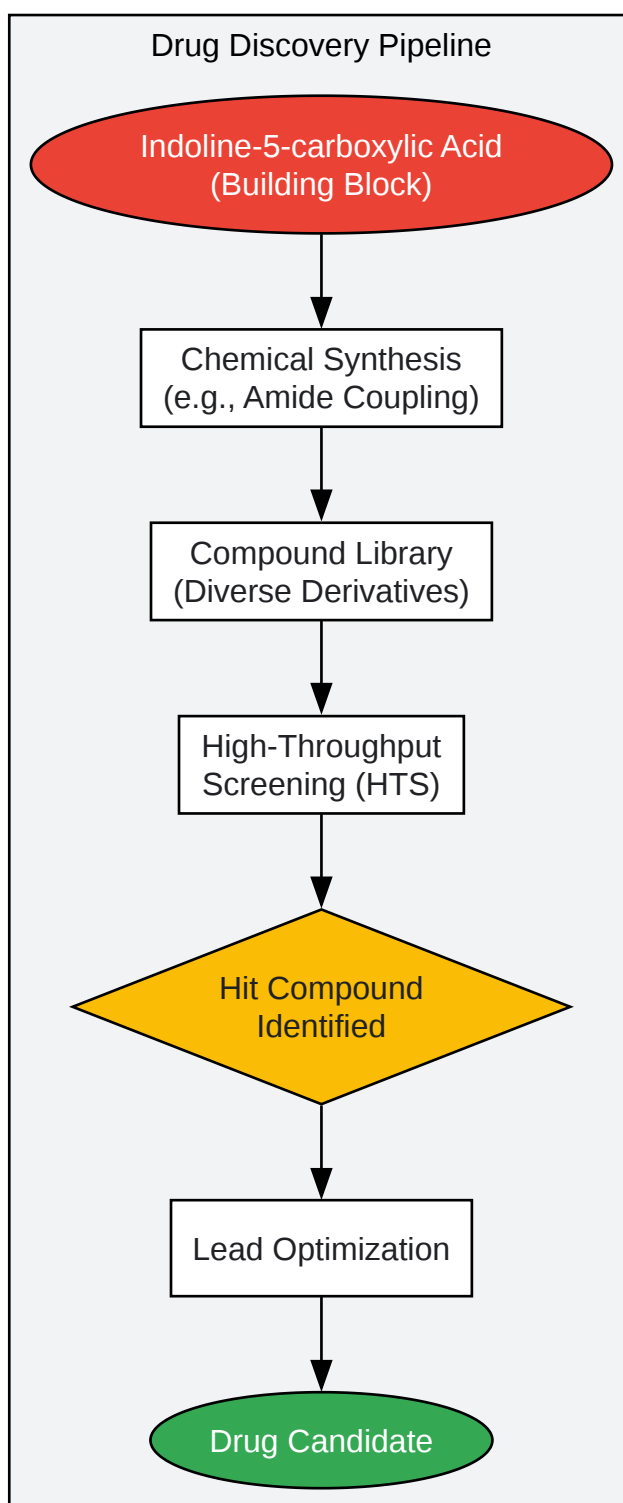 Drug Discovery Pipeline
Indoline-5-carboxylic Acid
(Building Block)
Chemical Synthesis
(e.g., Amide Coupling)
Compound Library
(Diverse Derivatives)
High-Throughput
Screening (HTS)
Hit Compound
Identified
Lead Optimization
Drug Candidate